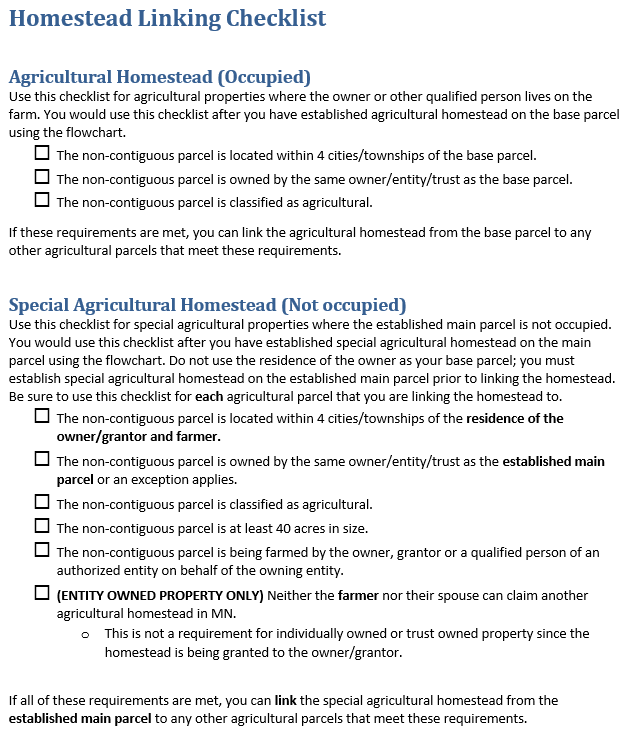 Homestead Linking Checklist
Agricultural Homestead (Occupied)
Use this checklist for agricultural properties where the owner or other qualified person lives on the
farm. You would use this checklist after you have established agricultural homestead on the base parcel
using the flowchart.
☐ The non-contiguous parcel is located within 4 cities/townships of the base parcel.
☐ The non-contiguous parcel is owned by the same owner/entity/trust as the base parcel.
☐ The non-contiguous parcel is classified as agricultural.
If these requirements are met, you can link the agricultural homestead from the base parcel to any
other agricultural parcels that meet these requirements.
Special Agricultural Homestead (Not occupied)
Use this checklist for special agricultural properties where the established main parcel is not occupied.
You would use this checklist after you have established special agricultural homestead on the main
parcel using the flowchart. Do not use the residence of the owner as your base parcel; you must
establish special agricultural homestead on the established main parcel prior to linking the homestead.
Be sure to use this checklist for each agricultural parcel that you are linking the homestead to.
☐ The non-contiguous parcel is located within 4 cities/townships of the residence of the
owner/grantor and farmer.
☐ The non-contiguous parcel is owned by the same owner/entity/trust as the established main
parcel or an exception applies.
☐ The non-contiguous parcel is classified as agricultural.
☐ The non-contiguous parcel is at least 40 acres in size.
☐ The non-contiguous parcel is being farmed by the owner, grantor or a qualified person of an
authorized entity on behalf of the owning entity.
☐ (ENTITY OWNED PROPERTY ONLY) Neither the farmer nor their spouse can claim another
agricultural homestead in MN.
o This is not a requirement for individually owned or trust owned property since the
homestead is being granted to the owner/grantor.
If all of these requirements are met, you can link the special agricultural homestead from the
established main parcel to any other agricultural parcels that meet these requirements.